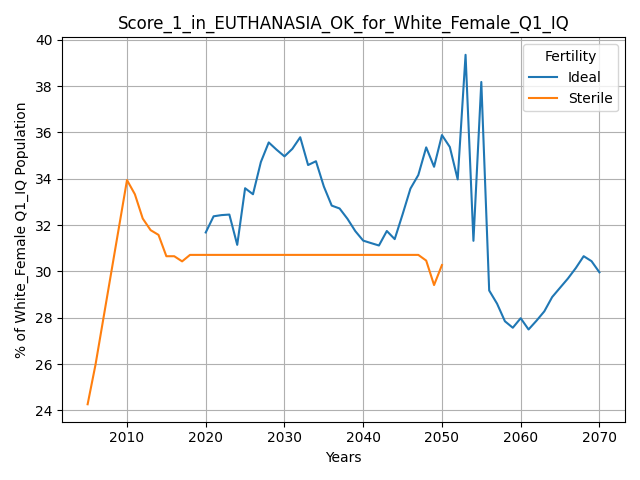 Score_1_in_EUTHANASIA_OK_for_White_Female_Q1_IQ
Fertility
Ideal
Sterile
% of White_Female Q1_IQ Population
40
38
36
34
32
30
28
26
24
2010 2020 2030 2040 2050 2060 2070
Years